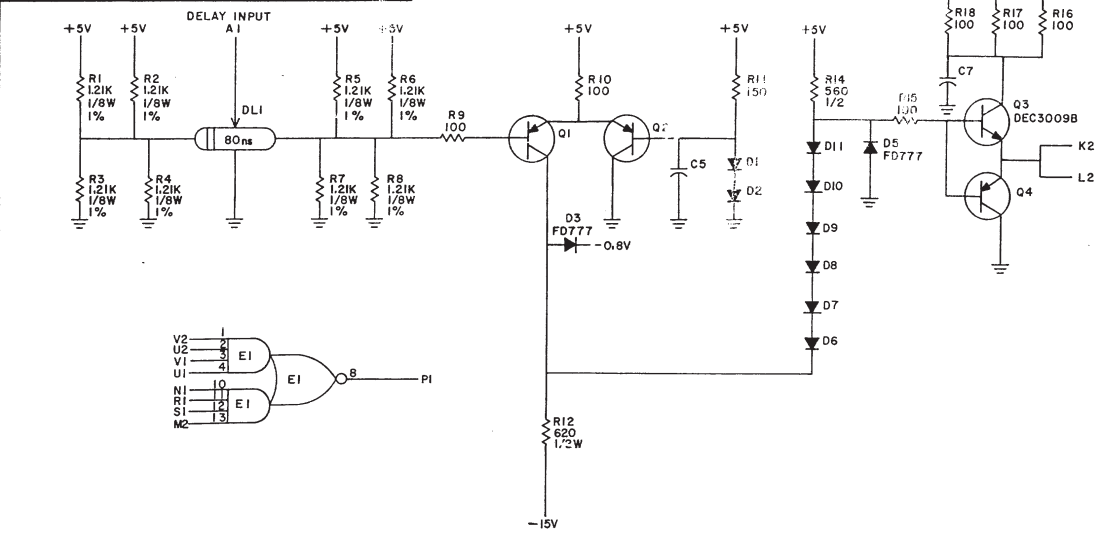 DELAY INPUT
A1
+5V
+5V
+5V
+5V
+5V
+5V
+5V
R18
100
R17
100
R16
100
R1
1.21K
1/8W
1%
R2
1.21K
1/8W
1%
DL1
80ns
R5
1.21K
1/8W
1%
R6
1.21K
1/8W
1%
R9
100
R10
100
R11
150
R14
560
1/2
R15
100
C7
Q3
DEC3009B
Q1
Q2
C5
D1
D2
D11
D10
D9
D8
D7
D6
D5
FD777
K2
L2
Q4
R3
1.21K
1/8W
1%
R4
1.21K
1/8W
1%
R7
1.21K
1/8W
1%
R8
1.21K
1/8W
1%
D3
FD777
-0.8V
V2 1
U2 2
V1 3
U1 4
E1
E1
8
P1
N1 10
R1 11
S1 12
M2 13
E1
R12
620
1/2W
-15V